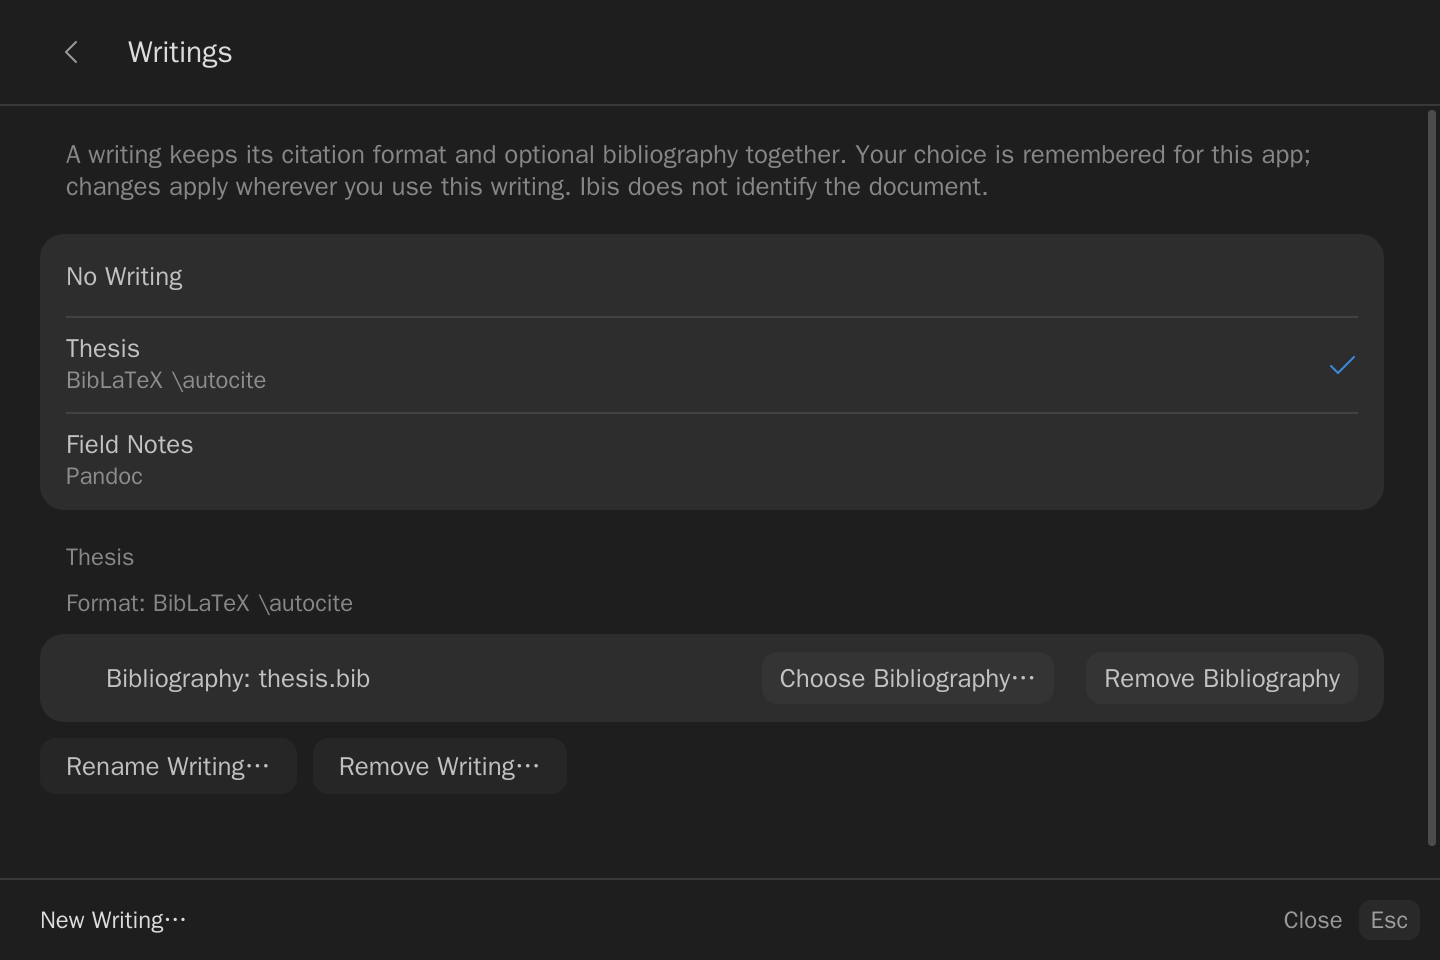 Writings
A writing keeps its citation format and optional bibliography together. Your choice is remembered for this app;
changes apply wherever you use this writing. Ibis does not identify the document.
No Writing
Thesis
BibLaTeX \autocite
Field Notes
Pandoc
Thesis
Format: BibLaTeX \autocite
Bibliography: thesis.bib
Choose Bibliography⋯
Remove Bibliography
Rename Writing⋯
Remove Writing⋯
New Writing⋯
Close Esc